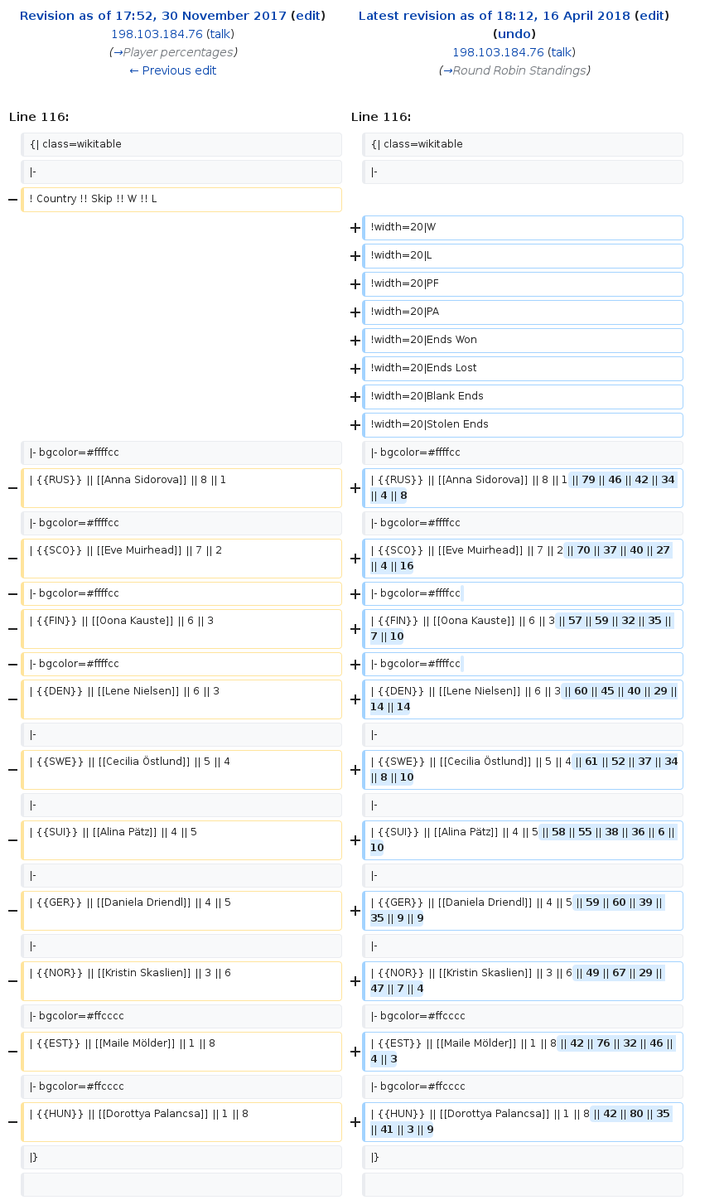 Revision as of 17:52, 30 November 2017 (edit)
198.103.184.76 (talk)
(→Player percentages)
← Previous edit
Latest revision as of 18:12, 16 April 2018 (edit)
(undo)
198.103.184.76 (talk)
(→Round Robin Standings)
Line 116:
Line 116:
{| class=wikitable
{| class=wikitable
|-
|-
− ! Country !! Skip !! W !! L
+ !width=20|W
+ !width=20|L
+ !width=20|PF
+ !width=20|PA
+ !width=20|Ends Won
+ !width=20|Ends Lost
+ !width=20|Blank Ends
+ !width=20|Stolen Ends
|- bgcolor=#ffffcc
|- bgcolor=#ffffcc
− | {{RUS}} || [[Anna Sidorova]] || 8 || 1
+ | {{RUS}} || [[Anna Sidorova]] || 8 || 1 || 79 || 46 || 42 || 34
|| 4 || 8
|- bgcolor=#ffffcc
|- bgcolor=#ffffcc
− | {{SCO}} || [[Eve Muirhead]] || 7 || 2
+ | {{SCO}} || [[Eve Muirhead]] || 7 || 2 || 70 || 37 || 40 || 27
|| 4 || 16
− |- bgcolor=#ffffcc
+ |- bgcolor=#ffffcc
− | {{FIN}} || [[Oona Kauste]] || 6 || 3
+ | {{FIN}} || [[Oona Kauste]] || 6 || 3 || 57 || 59 || 32 || 35 ||
7 || 10
− |- bgcolor=#ffffcc
+ |- bgcolor=#ffffcc
− | {{DEN}} || [[Lene Nielsen]] || 6 || 3
+ | {{DEN}} || [[Lene Nielsen]] || 6 || 3 || 60 || 45 || 40 || 29 ||
14 || 14
|-
|-
− | {{SWE}} || [[Cecilia Östlund]] || 5 || 4
+ | {{SWE}} || [[Cecilia Östlund]] || 5 || 4 || 61 || 52 || 37 || 34
|| 8 || 10
|-
|-
− | {{SUI}} || [[Alina Pätz]] || 4 || 5
+ | {{SUI}} || [[Alina Pätz]] || 4 || 5 || 58 || 55 || 38 || 36 || 6 ||
10
|-
|-
− | {{GER}} || [[Daniela Driendl]] || 4 || 5
+ | {{GER}} || [[Daniela Driendl]] || 4 || 5 || 59 || 60 || 39 ||
35 || 9 || 9
|-
|-
− | {{NOR}} || [[Kristin Skaslien]] || 3 || 6
+ | {{NOR}} || [[Kristin Skaslien]] || 3 || 6 || 49 || 67 || 29 ||
47 || 7 || 4
|- bgcolor=#ffcccc
|- bgcolor=#ffcccc
− | {{EST}} || [[Maile Mölder]] || 1 || 8
+ | {{EST}} || [[Maile Mölder]] || 1 || 8 || 42 || 76 || 32 || 46 ||
4 || 3
|- bgcolor=#ffcccc
|- bgcolor=#ffcccc
− | {{HUN}} || [[Dorottya Palancsa]] || 1 || 8
+ | {{HUN}} || [[Dorottya Palancsa]] || 1 || 8 || 42 || 80 || 35
|| 41 || 3 || 9
|}
|}